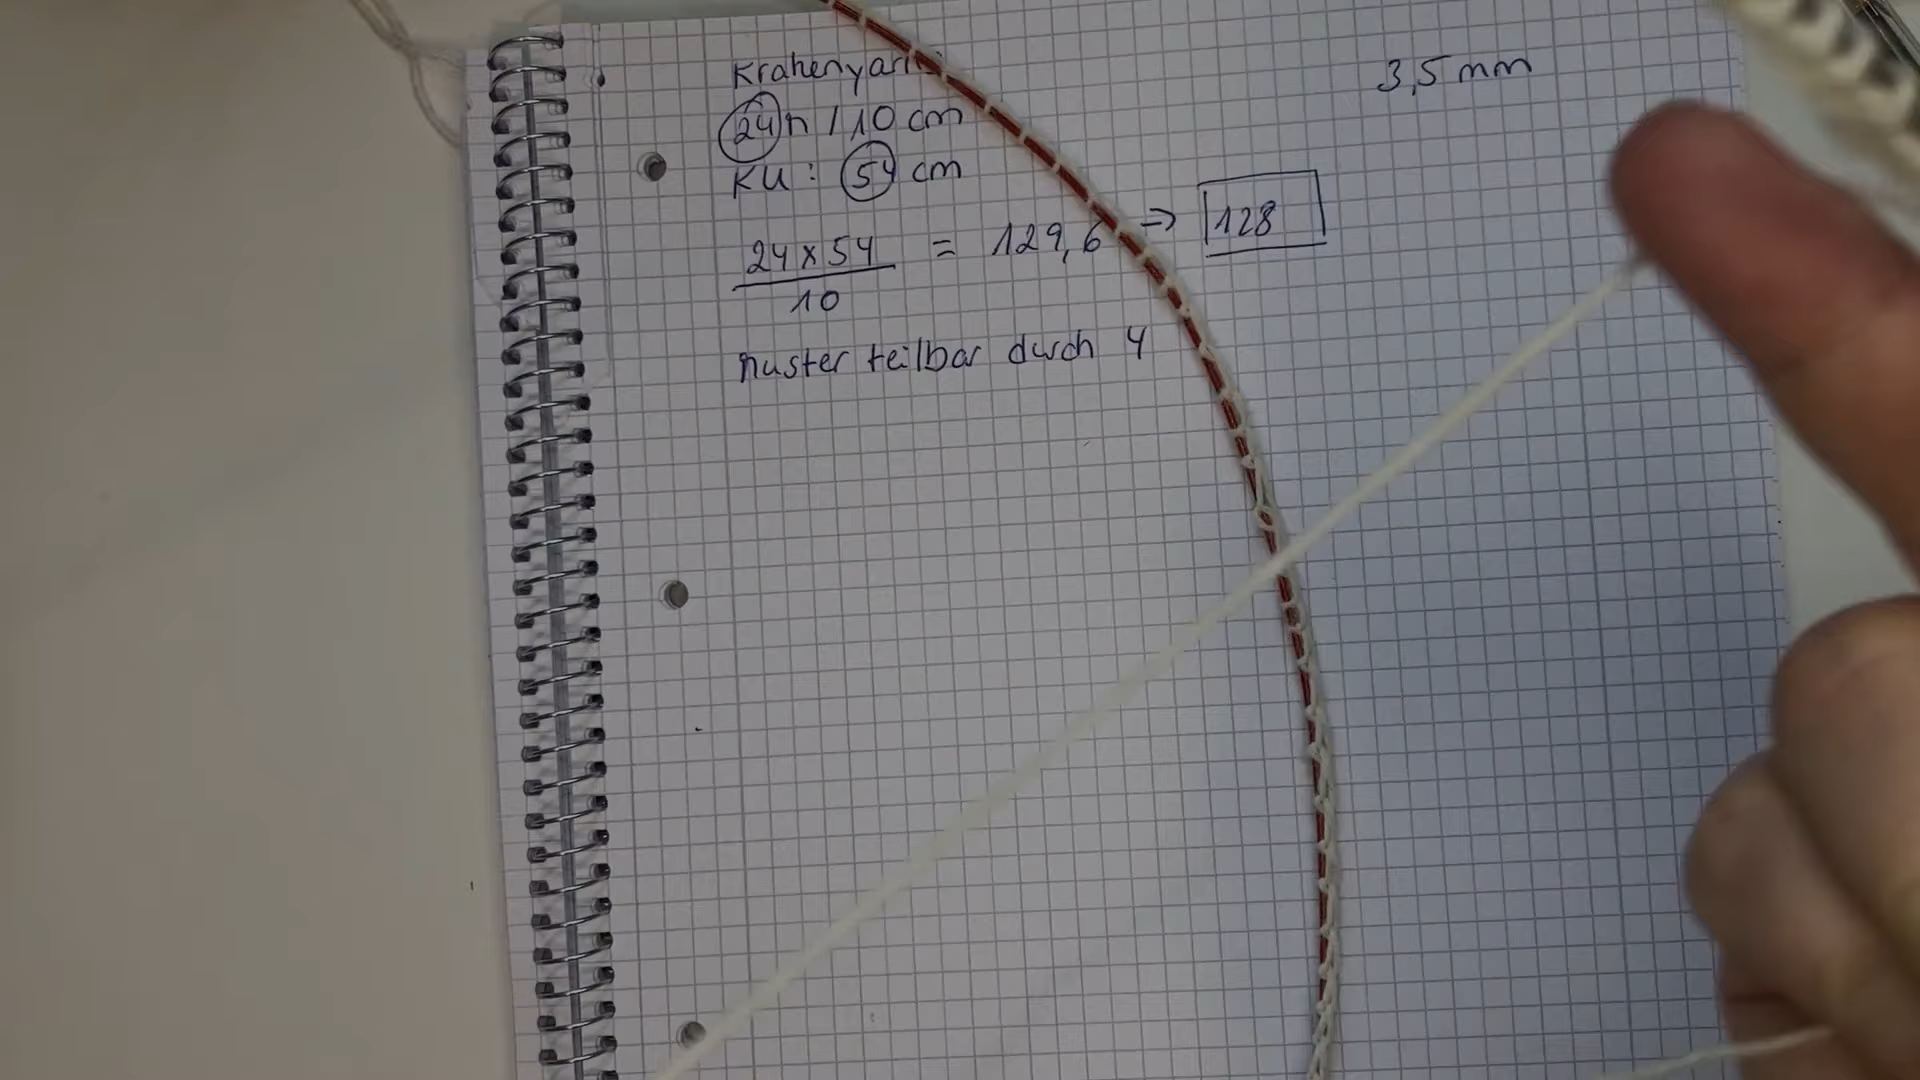 Krahenyarns
3,5 mm
24 n / 10 cm
KU : 54 cm
24 x 54 = 129,6 => 128
10
muster teilbar durch 4